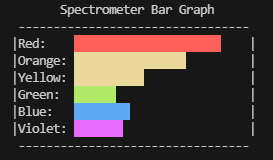 Spectrometer Bar Graph
---------------------------------
|Red: |
|Orange: |
|Yellow: |
|Green: |
|Blue: |
|Violet: |
---------------------------------